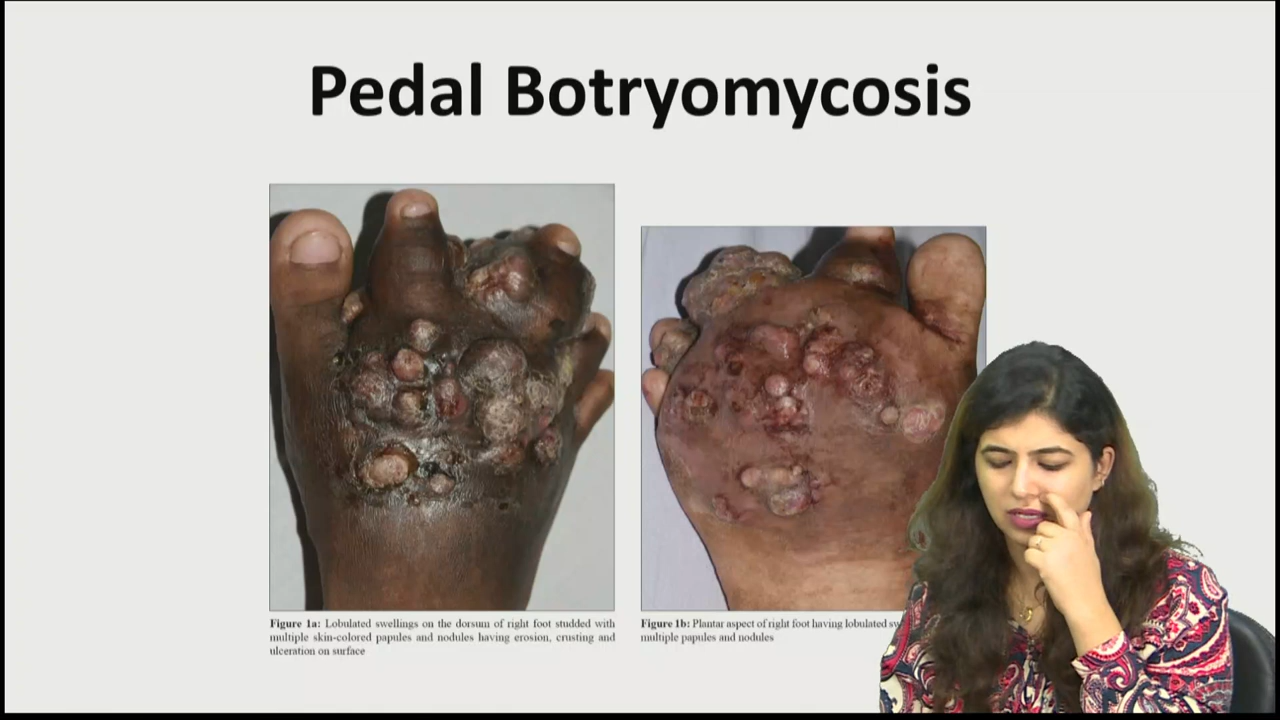 Pedal Botryomycosis
Figure 1a: Lobulated swellings on the dorsum of right foot studded with
multiple skin-colored papules and nodules having erosion, crusting and
ulceration on surface
Figure 1b: Plantar aspect of right foot having lobulated
multiple papules and nodules